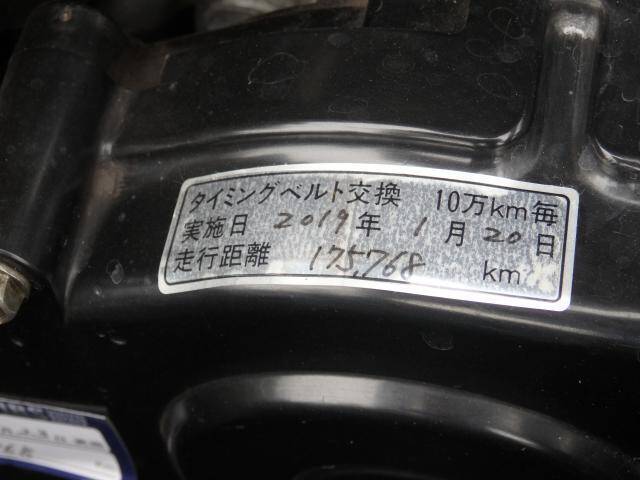 タイミングベルト交換 10万km毎
実施日 2019年 1月 20日
走行距離 175,768 km